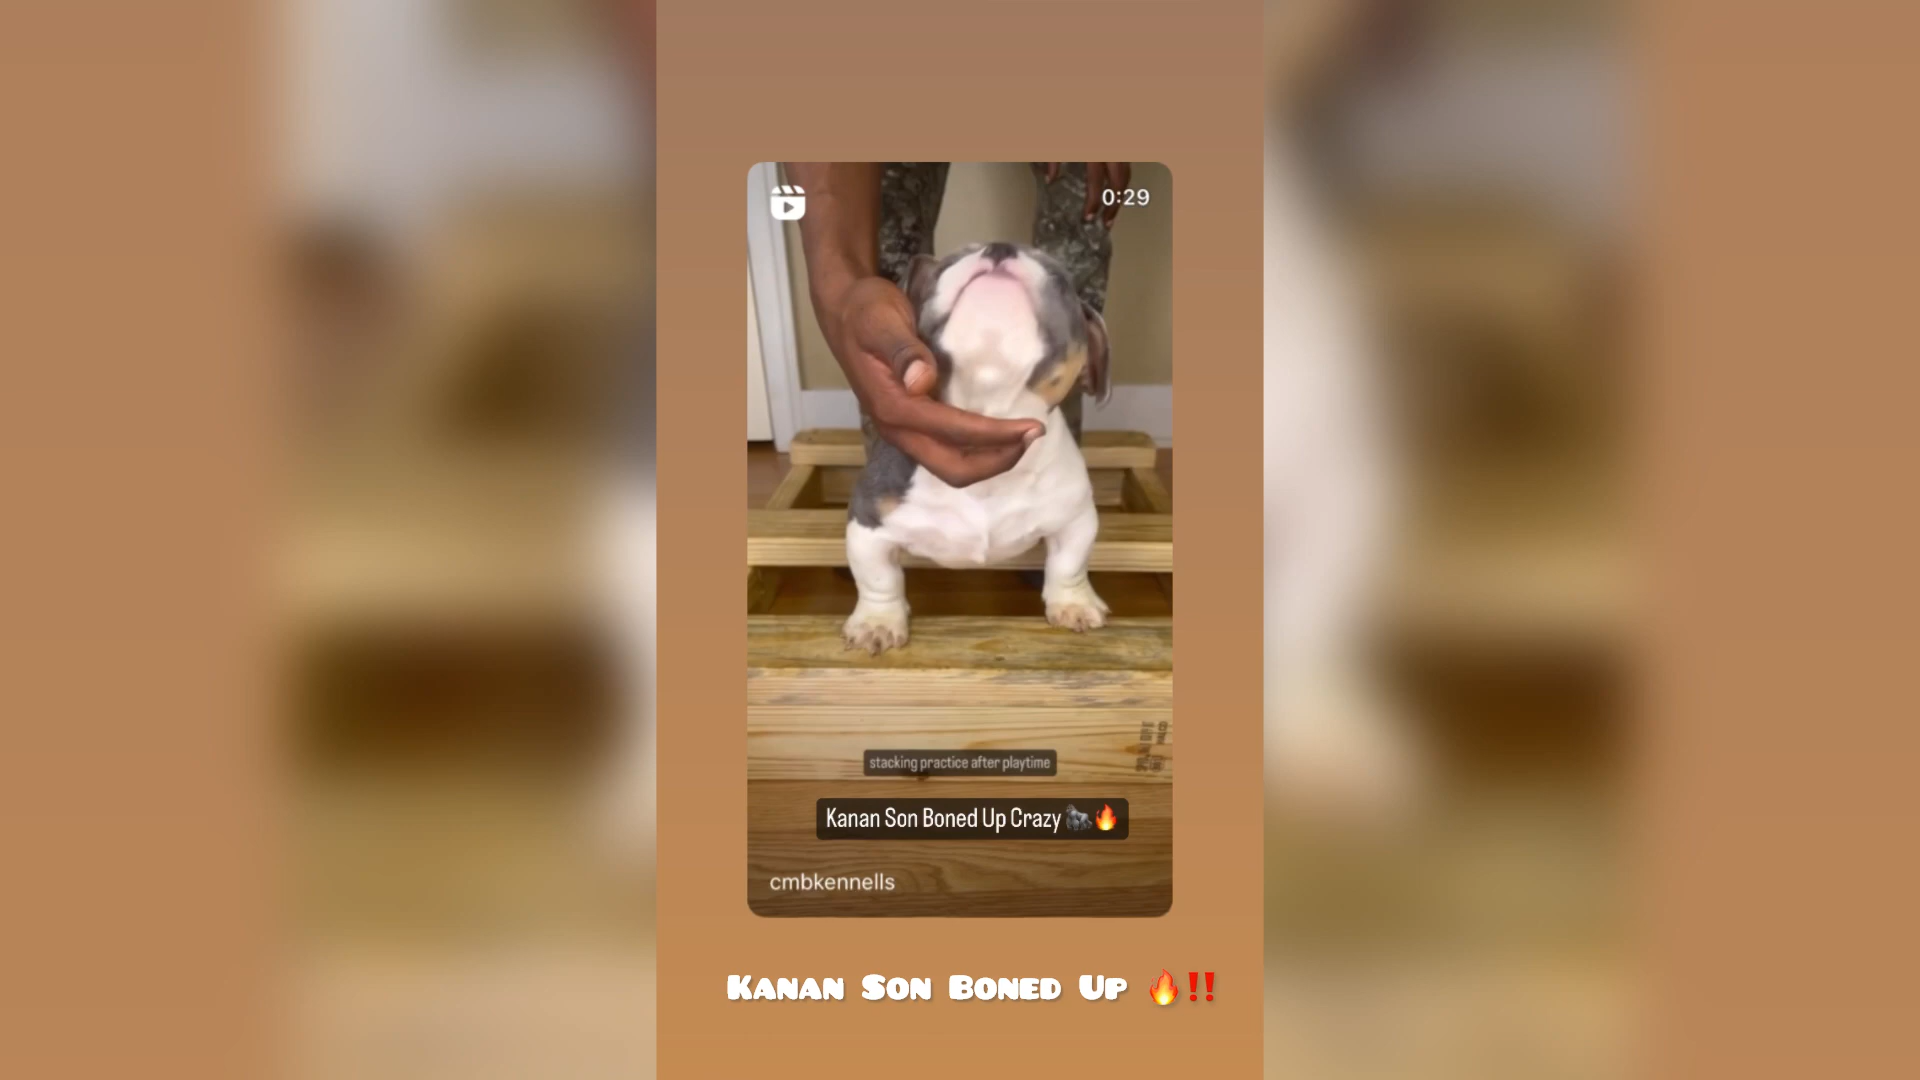 0:29
stacking practice after playtime
Kanan Son Boned Up Crazy 🦍🔥
cmbkennells
Kanan Son Boned Up 🔥‼️